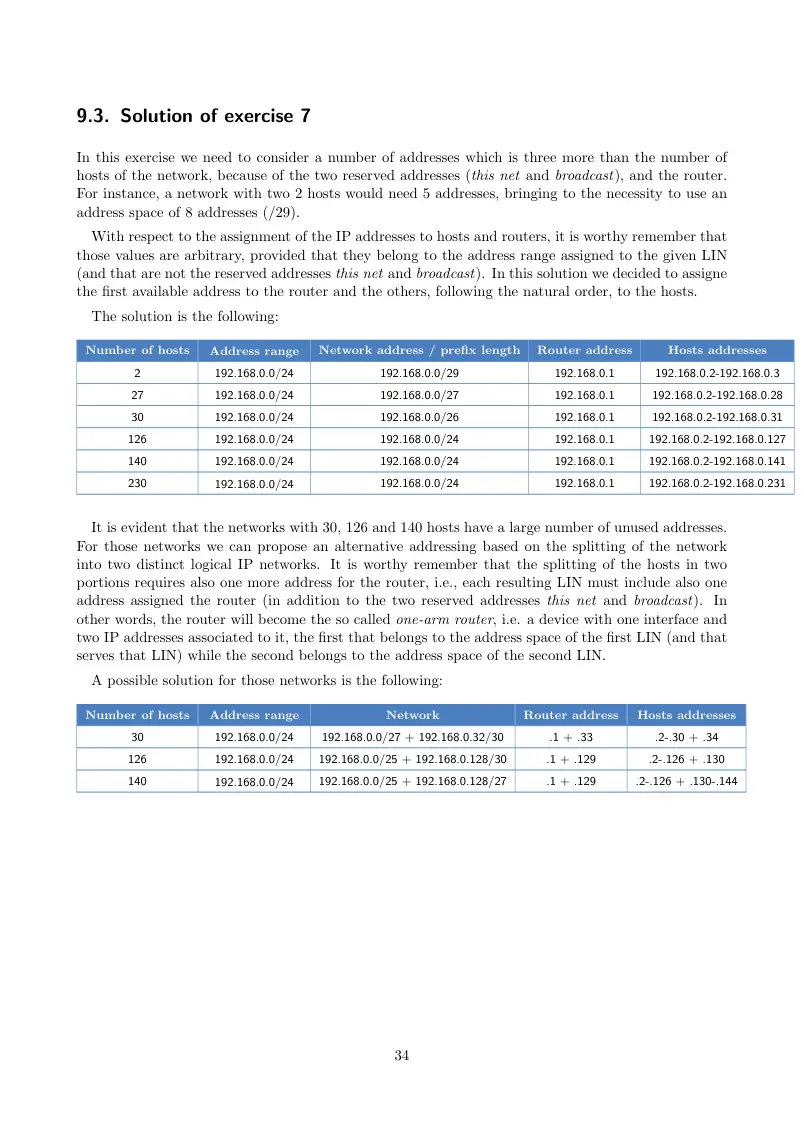 9.3. Solution of exercise 7
In this exercise we need to consider a number of addresses which is three more than the number of
hosts of the network, because of the two reserved addresses (this net and broadcast), and the router.
For instance, a network with two 2 hosts would need 5 addresses, bringing to the necessity to use an
address space of 8 addresses (/29).
With respect to the assignment of the IP addresses to hosts and routers, it is worthy remember that
those values are arbitrary, provided that they belong to the address range assigned to the given LIN
(and that are not the reserved addresses this net and broadcast). In this solution we decided to assigne
the first available address to the router and the others, following the natural order, to the hosts.
The solution is the following:
Number of hosts Address range Network address / prefix length Router address Hosts addresses
2 192.168.0.0/24 192.168.0.0/29 192.168.0.1 192.168.0.2-192.168.0.3
27 192.168.0.0/24 192.168.0.0/27 192.168.0.1 192.168.0.2-192.168.0.28
30 192.168.0.0/24 192.168.0.0/26 192.168.0.1 192.168.0.2-192.168.0.31
126 192.168.0.0/24 192.168.0.0/24 192.168.0.1 192.168.0.2-192.168.0.127
140 192.168.0.0/24 192.168.0.0/24 192.168.0.1 192.168.0.2-192.168.0.141
230 192.168.0.0/24 192.168.0.0/24 192.168.0.1 192.168.0.2-192.168.0.231
It is evident that the networks with 30, 126 and 140 hosts have a large number of unused addresses.
For those networks we can propose an alternative addressing based on the splitting of the network
into two distinct logical IP networks. It is worthy remember that the splitting of the hosts in two
portions requires also one more address for the router, i.e., each resulting LIN must include also one
address assigned the router (in addition to the two reserved addresses this net and broadcast). In
other words, the router will become the so called one-arm router, i.e. a device with one interface and
two IP addresses associated to it, the first that belongs to the address space of the first LIN (and that
serves that LIN) while the second belongs to the address space of the second LIN.
A possible solution for those networks is the following:
Number of hosts Address range Network Router address Hosts addresses
30 192.168.0.0/24 192.168.0.0/27 + 192.168.0.32/30 .1 + .33 .2-.30 + .34
126 192.168.0.0/24 192.168.0.0/25 + 192.168.0.128/30 .1 + .129 .2-.126 + .130
140 192.168.0.0/24 192.168.0.0/25 + 192.168.0.128/27 .1 + .129 .2-.126 + .130-.144
34